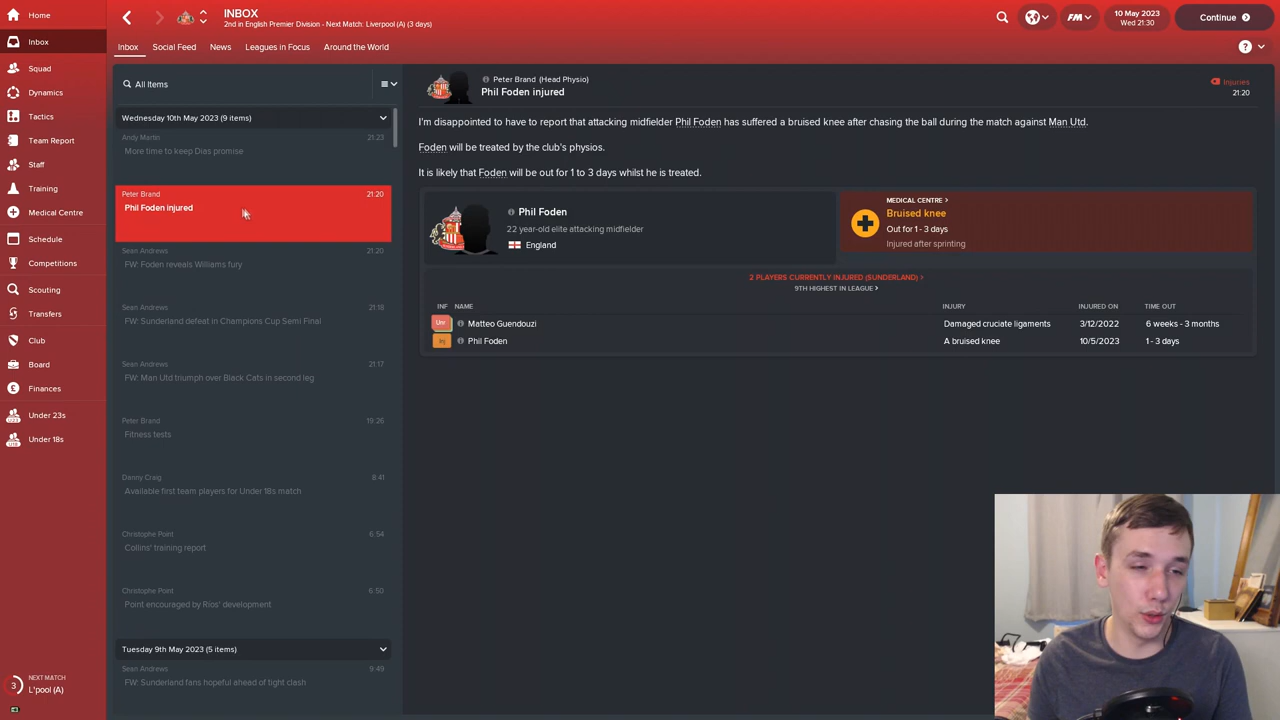 Home
Inbox
Squad
Dynamics
Tactics
Team Report
Staff
Training
Medical Centre
Schedule
Competitions
Scouting
Transfers
Club
Board
Finances
Under 23s
Under 18s
3
NEXT MATCH
L'pool (A)
INBOX
2nd in English Premier Division - Next Match: Liverpool (A) (3 days)
FM
10 May 2023
Wed 21:30
Continue
Inbox
Social Feed
News
Leagues in Focus
Around the World
?
All Items
Wednesday 10th May 2023 (9 items)
Andy Martin 21:23
More time to keep Dias promise
Peter Brand 21:20
Phil Foden injured
Sean Andrews 21:20
FW: Foden reveals Williams fury
Sean Andrews 21:18
FW: Sunderland defeat in Champions Cup Semi Final
Sean Andrews 21:17
FW: Man Utd triumph over Black Cats in second leg
Peter Brand 19:26
Fitness tests
Danny Craig 8:41
Available first team players for Under 18s match
Christophe Point 6:54
Collins' training report
Christophe Point 6:50
Point encouraged by Ríos' development
Tuesday 9th May 2023 (5 items)
Sean Andrews 9:49
FW: Sunderland fans hopeful ahead of tight clash
Peter Brand (Head Physio)
Phil Foden injured
Injuries
21:20
I'm disappointed to have to report that attacking midfielder Phil Foden has suffered a bruised knee after chasing the ball during the match against Man Utd.
Foden will be treated by the club's physios.
It is likely that Foden will be out for 1 to 3 days whilst he is treated.
Phil Foden
22 year-old elite attacking midfielder
England
MEDICAL CENTRE >
Bruised knee
Out for 1 - 3 days
Injured after sprinting
2 PLAYERS CURRENTLY INJURED (SUNDERLAND) >
9TH HIGHEST IN LEAGUE >
INF NAME INJURY INJURED ON TIME OUT
Unr Matteo Guendouzi Damaged cruciate ligaments 3/12/2022 6 weeks - 3 months
Phil Foden A bruised knee 10/5/2023 1 - 3 days